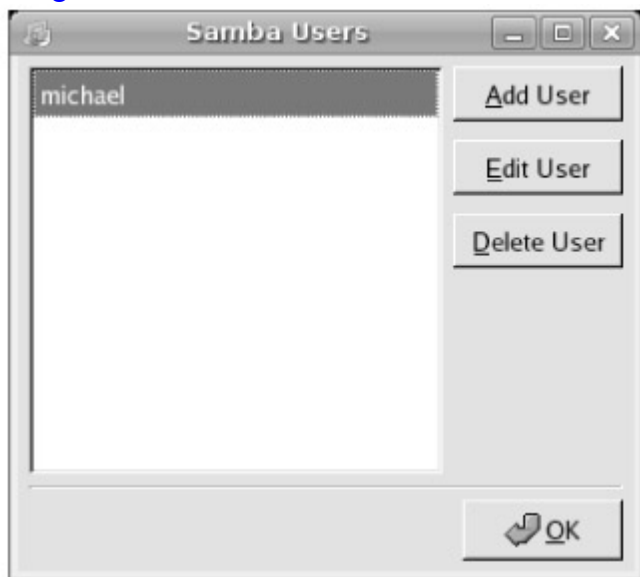 Samba Users
michael
Add User
Edit User
Delete User
OK